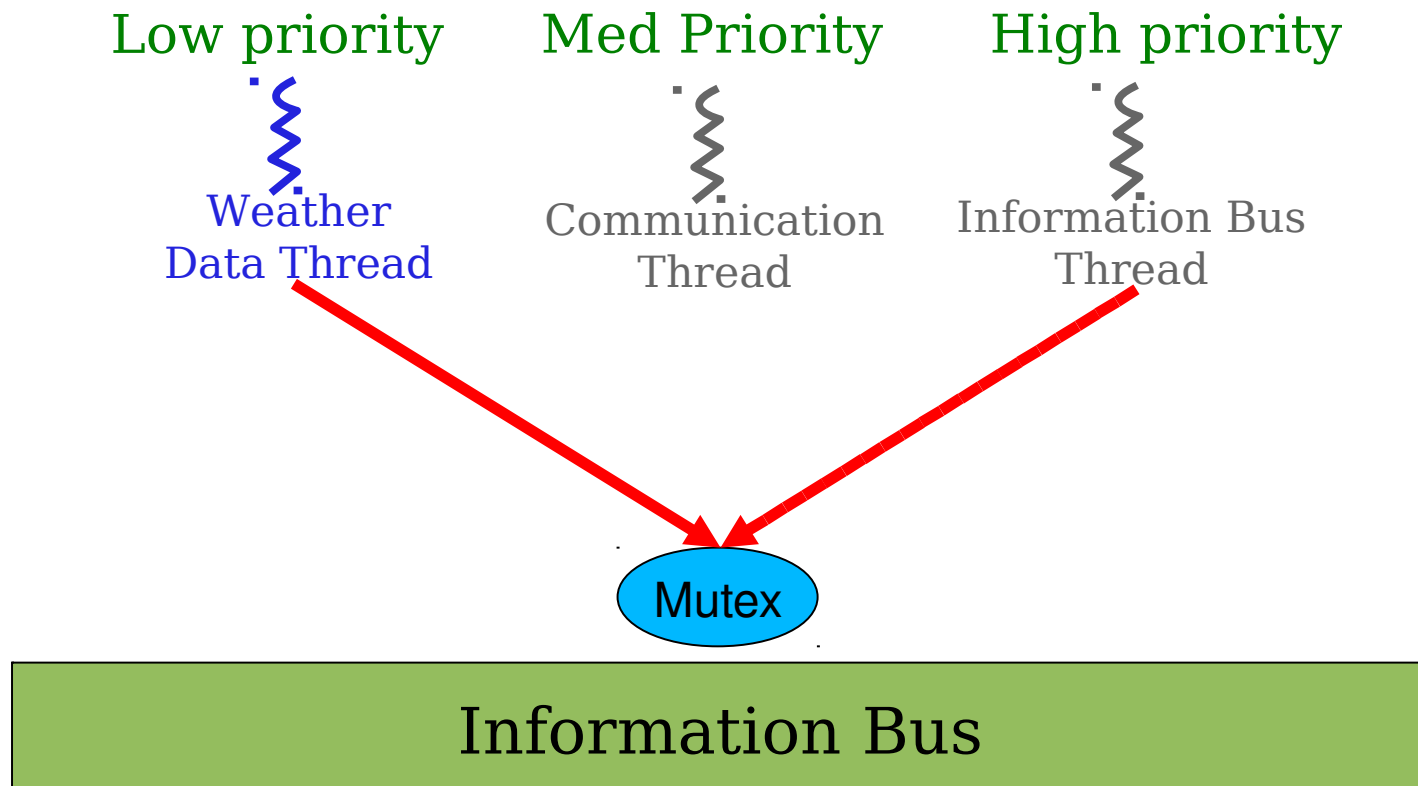 Low priority
Med Priority
High priority
Weather
Data Thread
Communication
Thread
Information Bus
Thread
Mutex
Information Bus